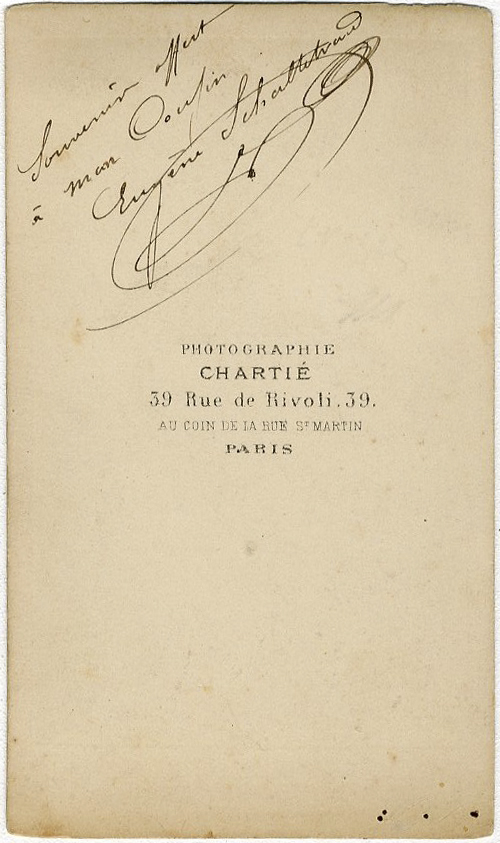 Souvenir offert
à mon Cousin
Eugène
PHOTOGRAPHIE
CHARTIÉ
39 Rue de Rivoli. 39.
AU COIN DE LA RUE ST MARTIN
PARIS